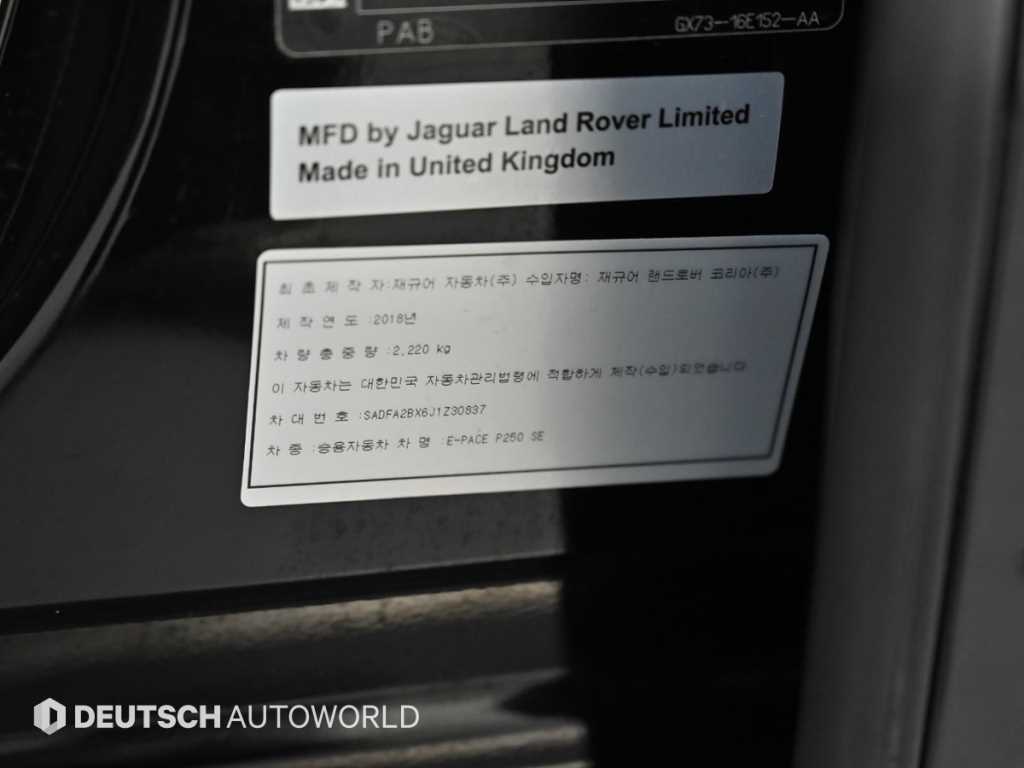 PAB
GX73-16E152-AA
MFD by Jaguar Land Rover Limited
Made in United Kingdom
최 초 제 작 자:재규어 자동차(주) 수입자명: 재규어 랜드로버 코리아(주)
제 작 연 도 :2018년
차 량 총 중 량 :2,220 kg
이 자동차는 대한민국 자동차관리법령에 적합하게 제작(수입)되었습니다
차 대 번 호 :SADFA2BX6J1Z30837
차 종 :승용자동차 차 명 :E-PACE P250 SE
DEUTSCH AUTOWORLD